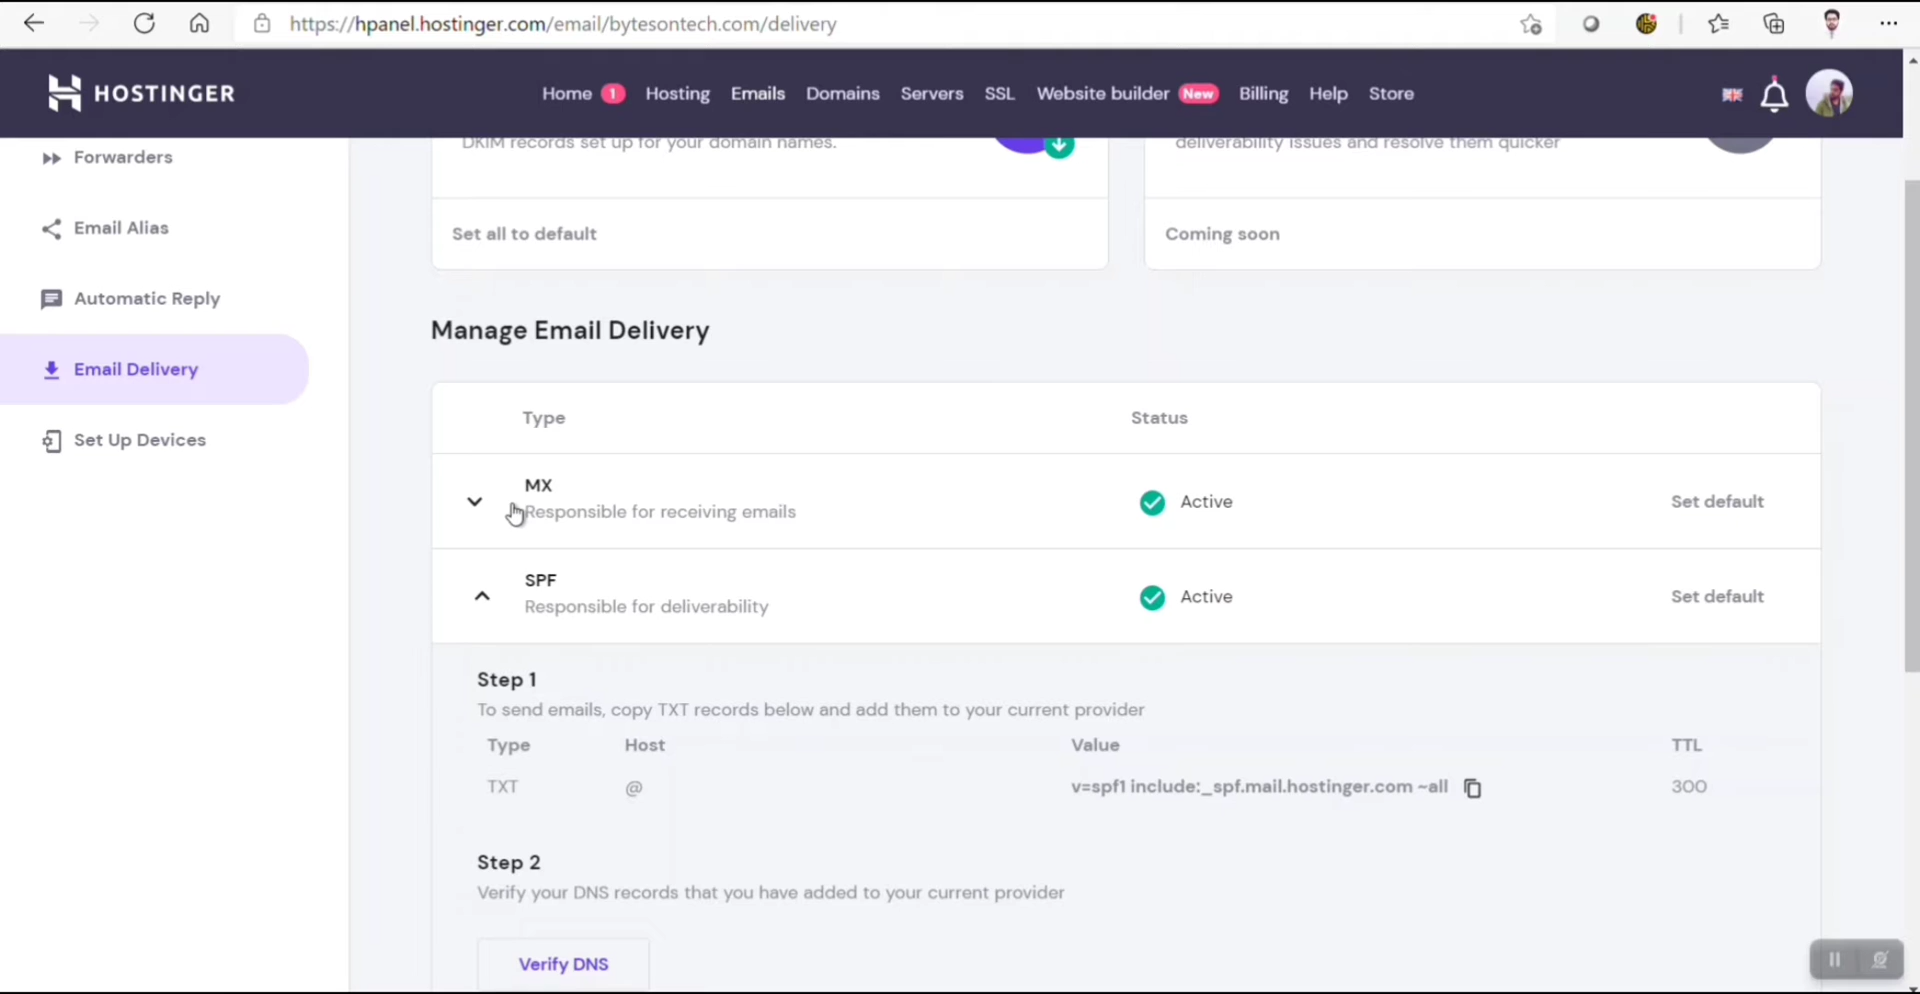 https://hpanel.hostinger.com/email/bytesontech.com/delivery
HOSTINGER
Home 1 Hosting Emails Domains Servers SSL Website builder New Billing Help Store
Forwarders
Email Alias
Automatic Reply
Email Delivery
Set Up Devices
DKIM records set up for your domain names.
Set all to default
deliverability issues and resolve them quicker
Coming soon
Manage Email Delivery
Type Status
MX
Responsible for receiving emails
Active
Set default
SPF
Responsible for deliverability
Active
Set default
Step 1
To send emails, copy TXT records below and add them to your current provider
Type Host Value TTL
TXT @ v=spf1 include:_spf.mail.hostinger.com ~all 300
Step 2
Verify your DNS records that you have added to your current provider
Verify DNS